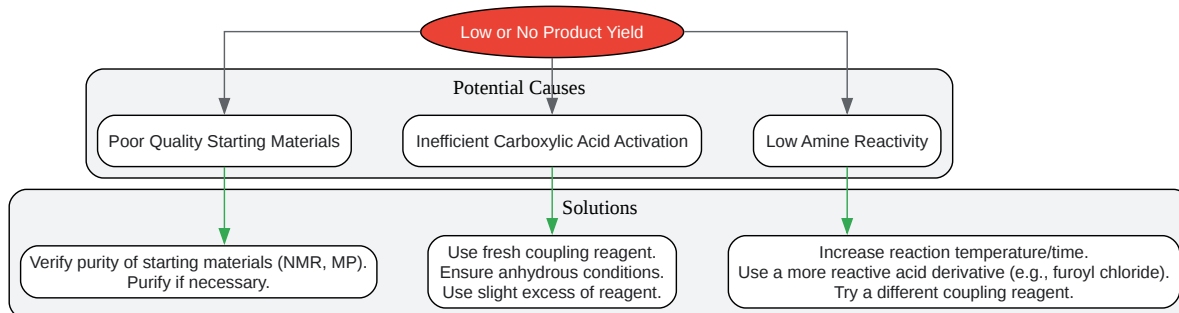 Low or No Product Yield
Potential Causes
Poor Quality Starting Materials
Inefficient Carboxylic Acid Activation
Low Amine Reactivity
Solutions
Verify purity of starting materials (NMR, MP).
Purify if necessary.
Use fresh coupling reagent.
Ensure anhydrous conditions.
Use slight excess of reagent.
Increase reaction temperature/time.
Use a more reactive acid derivative (e.g., furoyl chloride).
Try a different coupling reagent.